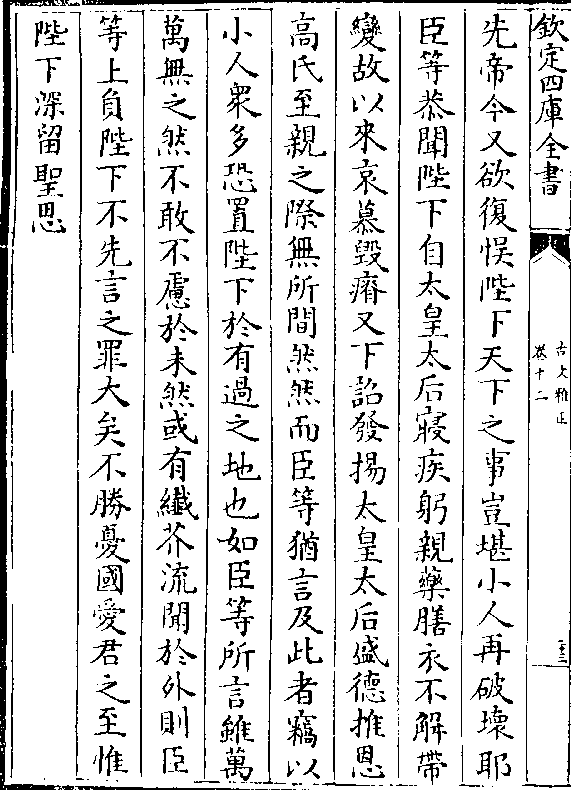 欽定四庫全書
古文雅正
卷十二
先帝今又欲復悞陛下天下之事豈堪小人再破壞耶
臣等恭聞陛下自太皇太后寢疾躬親藥膳衣不解帶
變故以來哀慕毀瘠又下詔發揚太皇太后盛德推恩
高氏至親之際無所間然然而臣等猶言及此者竊以
小人衆多恐置陛下於有過之地也如臣等所言雖萬
萬無之然不敢不慮於未然或有纖芥流聞於外則臣
等上負陛下不先言之罪大矣不勝憂國愛君之至惟
陛下深留聖思